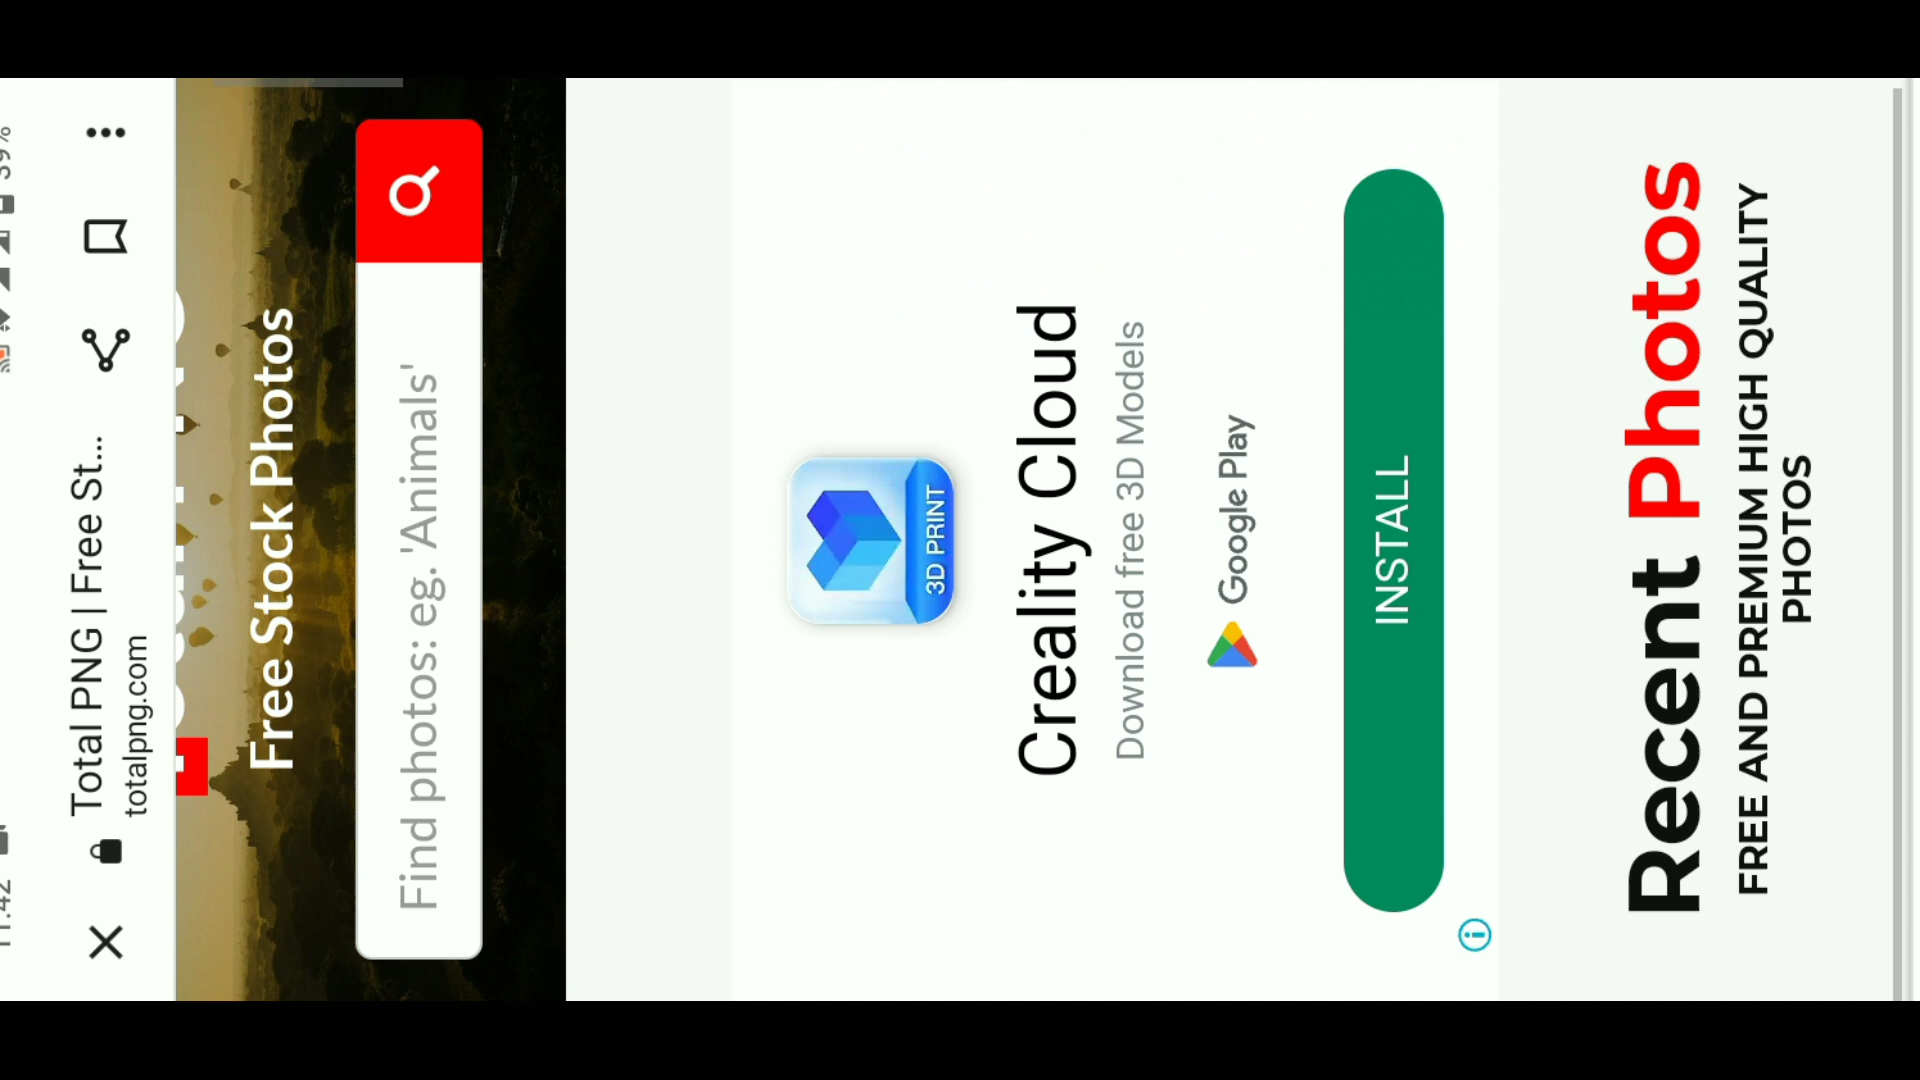 39%
Total PNG | Free St...
totalpng.com
Free Stock Photos
Find photos: eg. 'Animals'
3D PRINT
Creality Cloud
Download free 3D Models
Google Play
INSTALL
Recent Photos
FREE AND PREMIUM HIGH QUALITY
PHOTOS